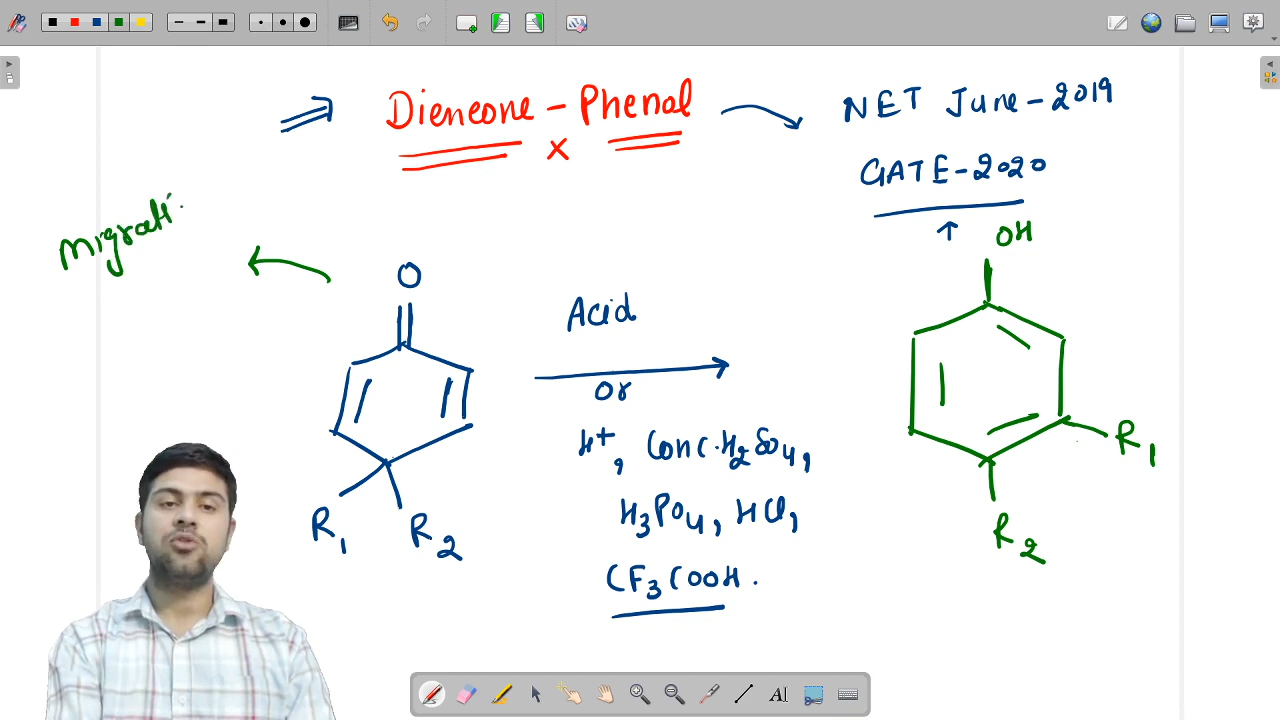 ⇒ Dieneone - Phenol
x
NET June - 2019
GATE - 2020
↑
Migrati
O
R1 R2
Acid
or
H+, Conc. H2SO4,
H3PO4, HCl,
CF3COOH.
OH
R1
R2
AI